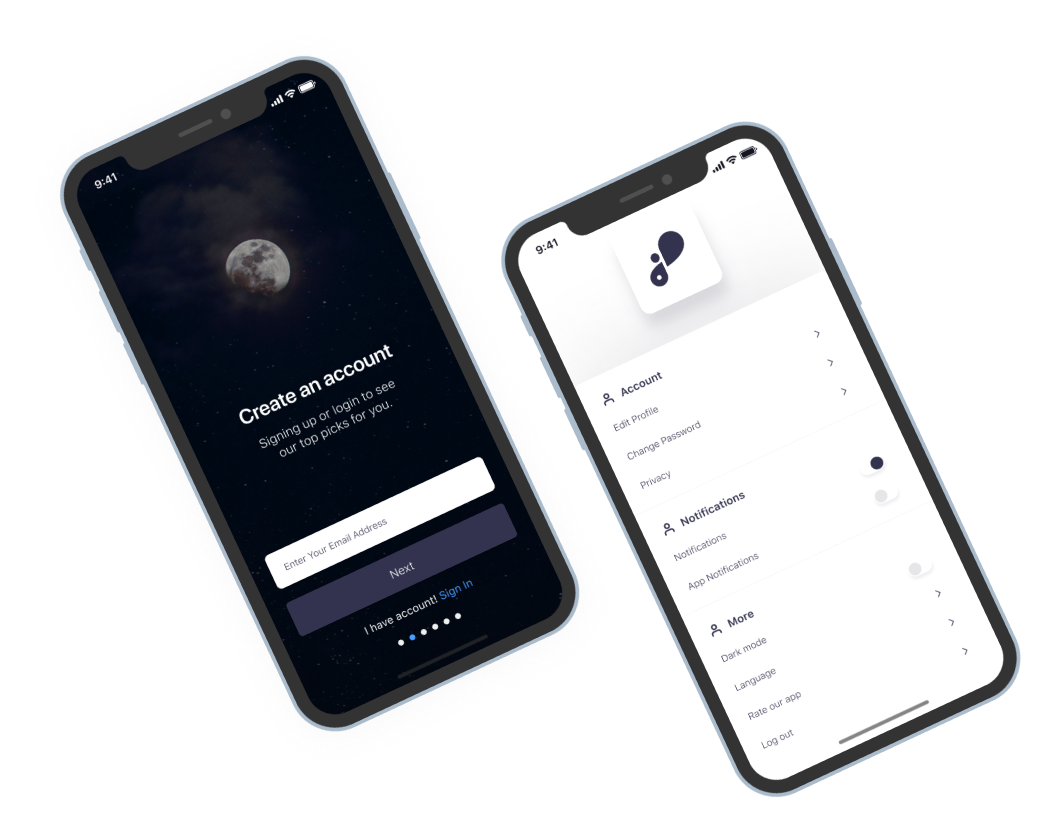 9:41
Create an account
Signing up or login to see
our top picks for you.
Enter Your Email Address
Next
I have account! Sign In
9:41
Account
Edit Profile
Change Password
Privacy
Notifications
Notifications
App Notifications
More
Dark mode
Language
Rate our app
Log out